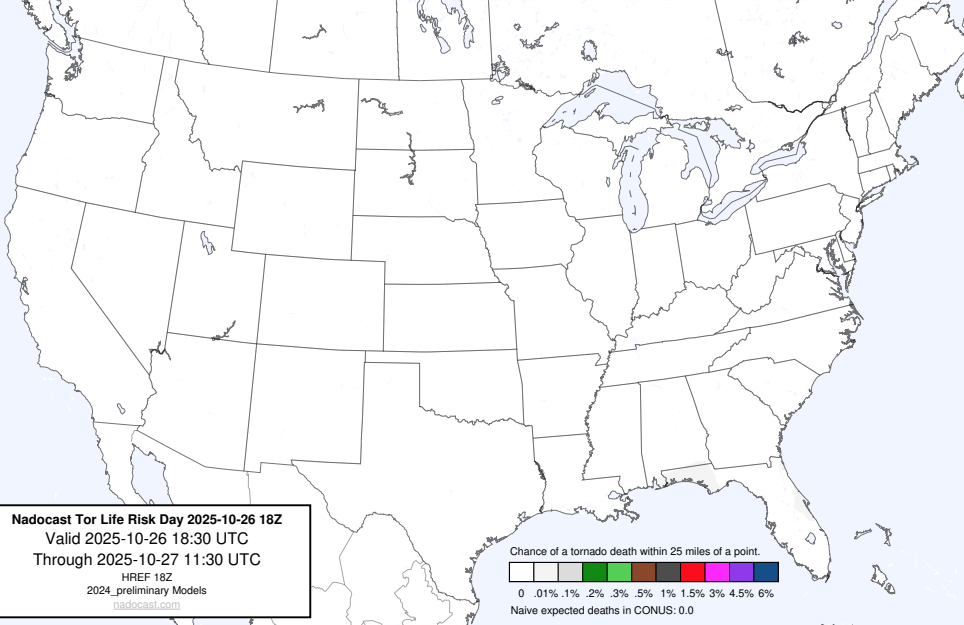 Nadocast Tor Life Risk Day 2025-10-26 18Z
Valid 2025-10-26 18:30 UTC
Through 2025-10-27 11:30 UTC
HREF 18Z
2024_preliminary Models
nadocast.com
Chance of a tornado death within 25 miles of a point.
0 .01% .1% .2% .3% .5% 1% 1.5% 3% 4.5% 6%
Naive expected deaths in CONUS: 0.0